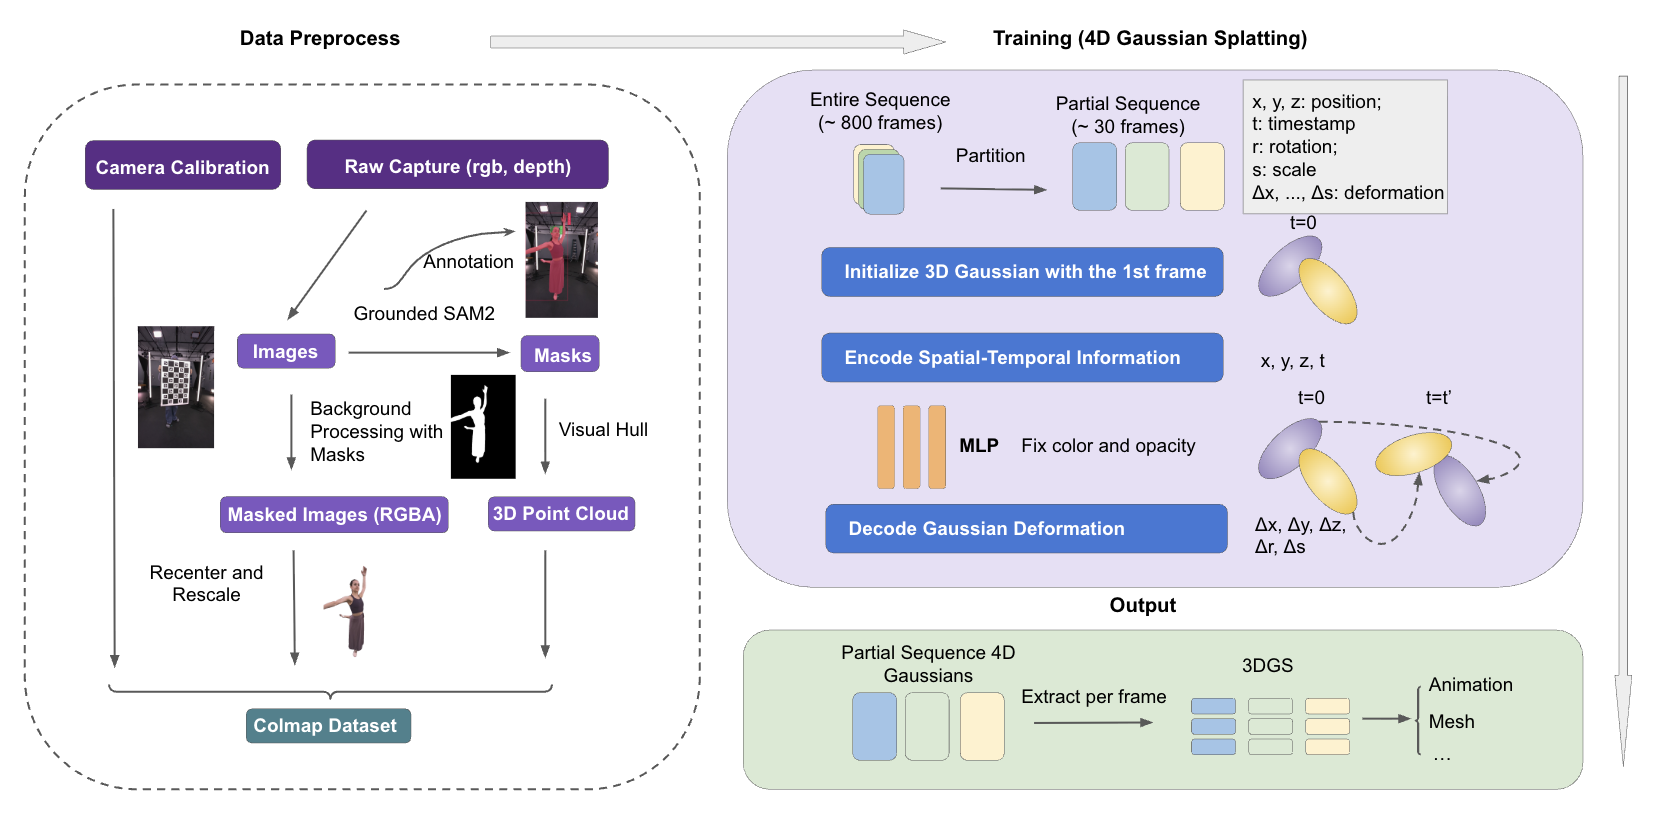 Data Preprocess
Training (4D Gaussian Splatting)
Camera Calibration
Raw Capture (rgb, depth)
Annotation
Grounded SAM2
Images
Masks
Background
Processing with
Masks
Visual Hull
Masked Images (RGBA)
3D Point Cloud
Recenter and
Rescale
Colmap Dataset
Entire Sequence
(~ 800 frames)
Partition
Partial Sequence
(~ 30 frames)
x, y, z: position;
t: timestamp
r: rotation;
s: scale
Δx, ..., Δs: deformation
t=0
Initialize 3D Gaussian with the 1st frame
Encode Spatial-Temporal Information
x, y, z, t
t=0
t=t’
MLP
Fix color and opacity
Decode Gaussian Deformation
Δx, Δy, Δz,
Δr, Δs
Output
Partial Sequence 4D
Gaussians
Extract per frame
3DGS
Animation
Mesh
…